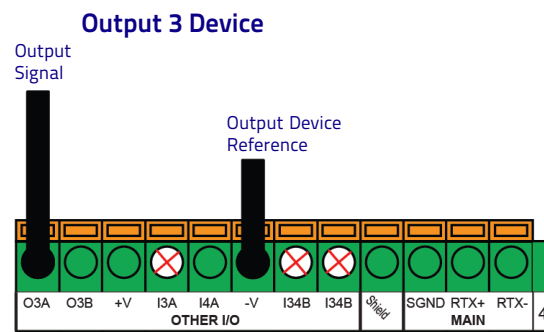 Output 3 Device
Output
Signal
Output Device
Reference
O3A O3B +V I3A I4A -V I34B I34B Shield SGND RTX+ RTX- 4
OTHER I/O MAIN